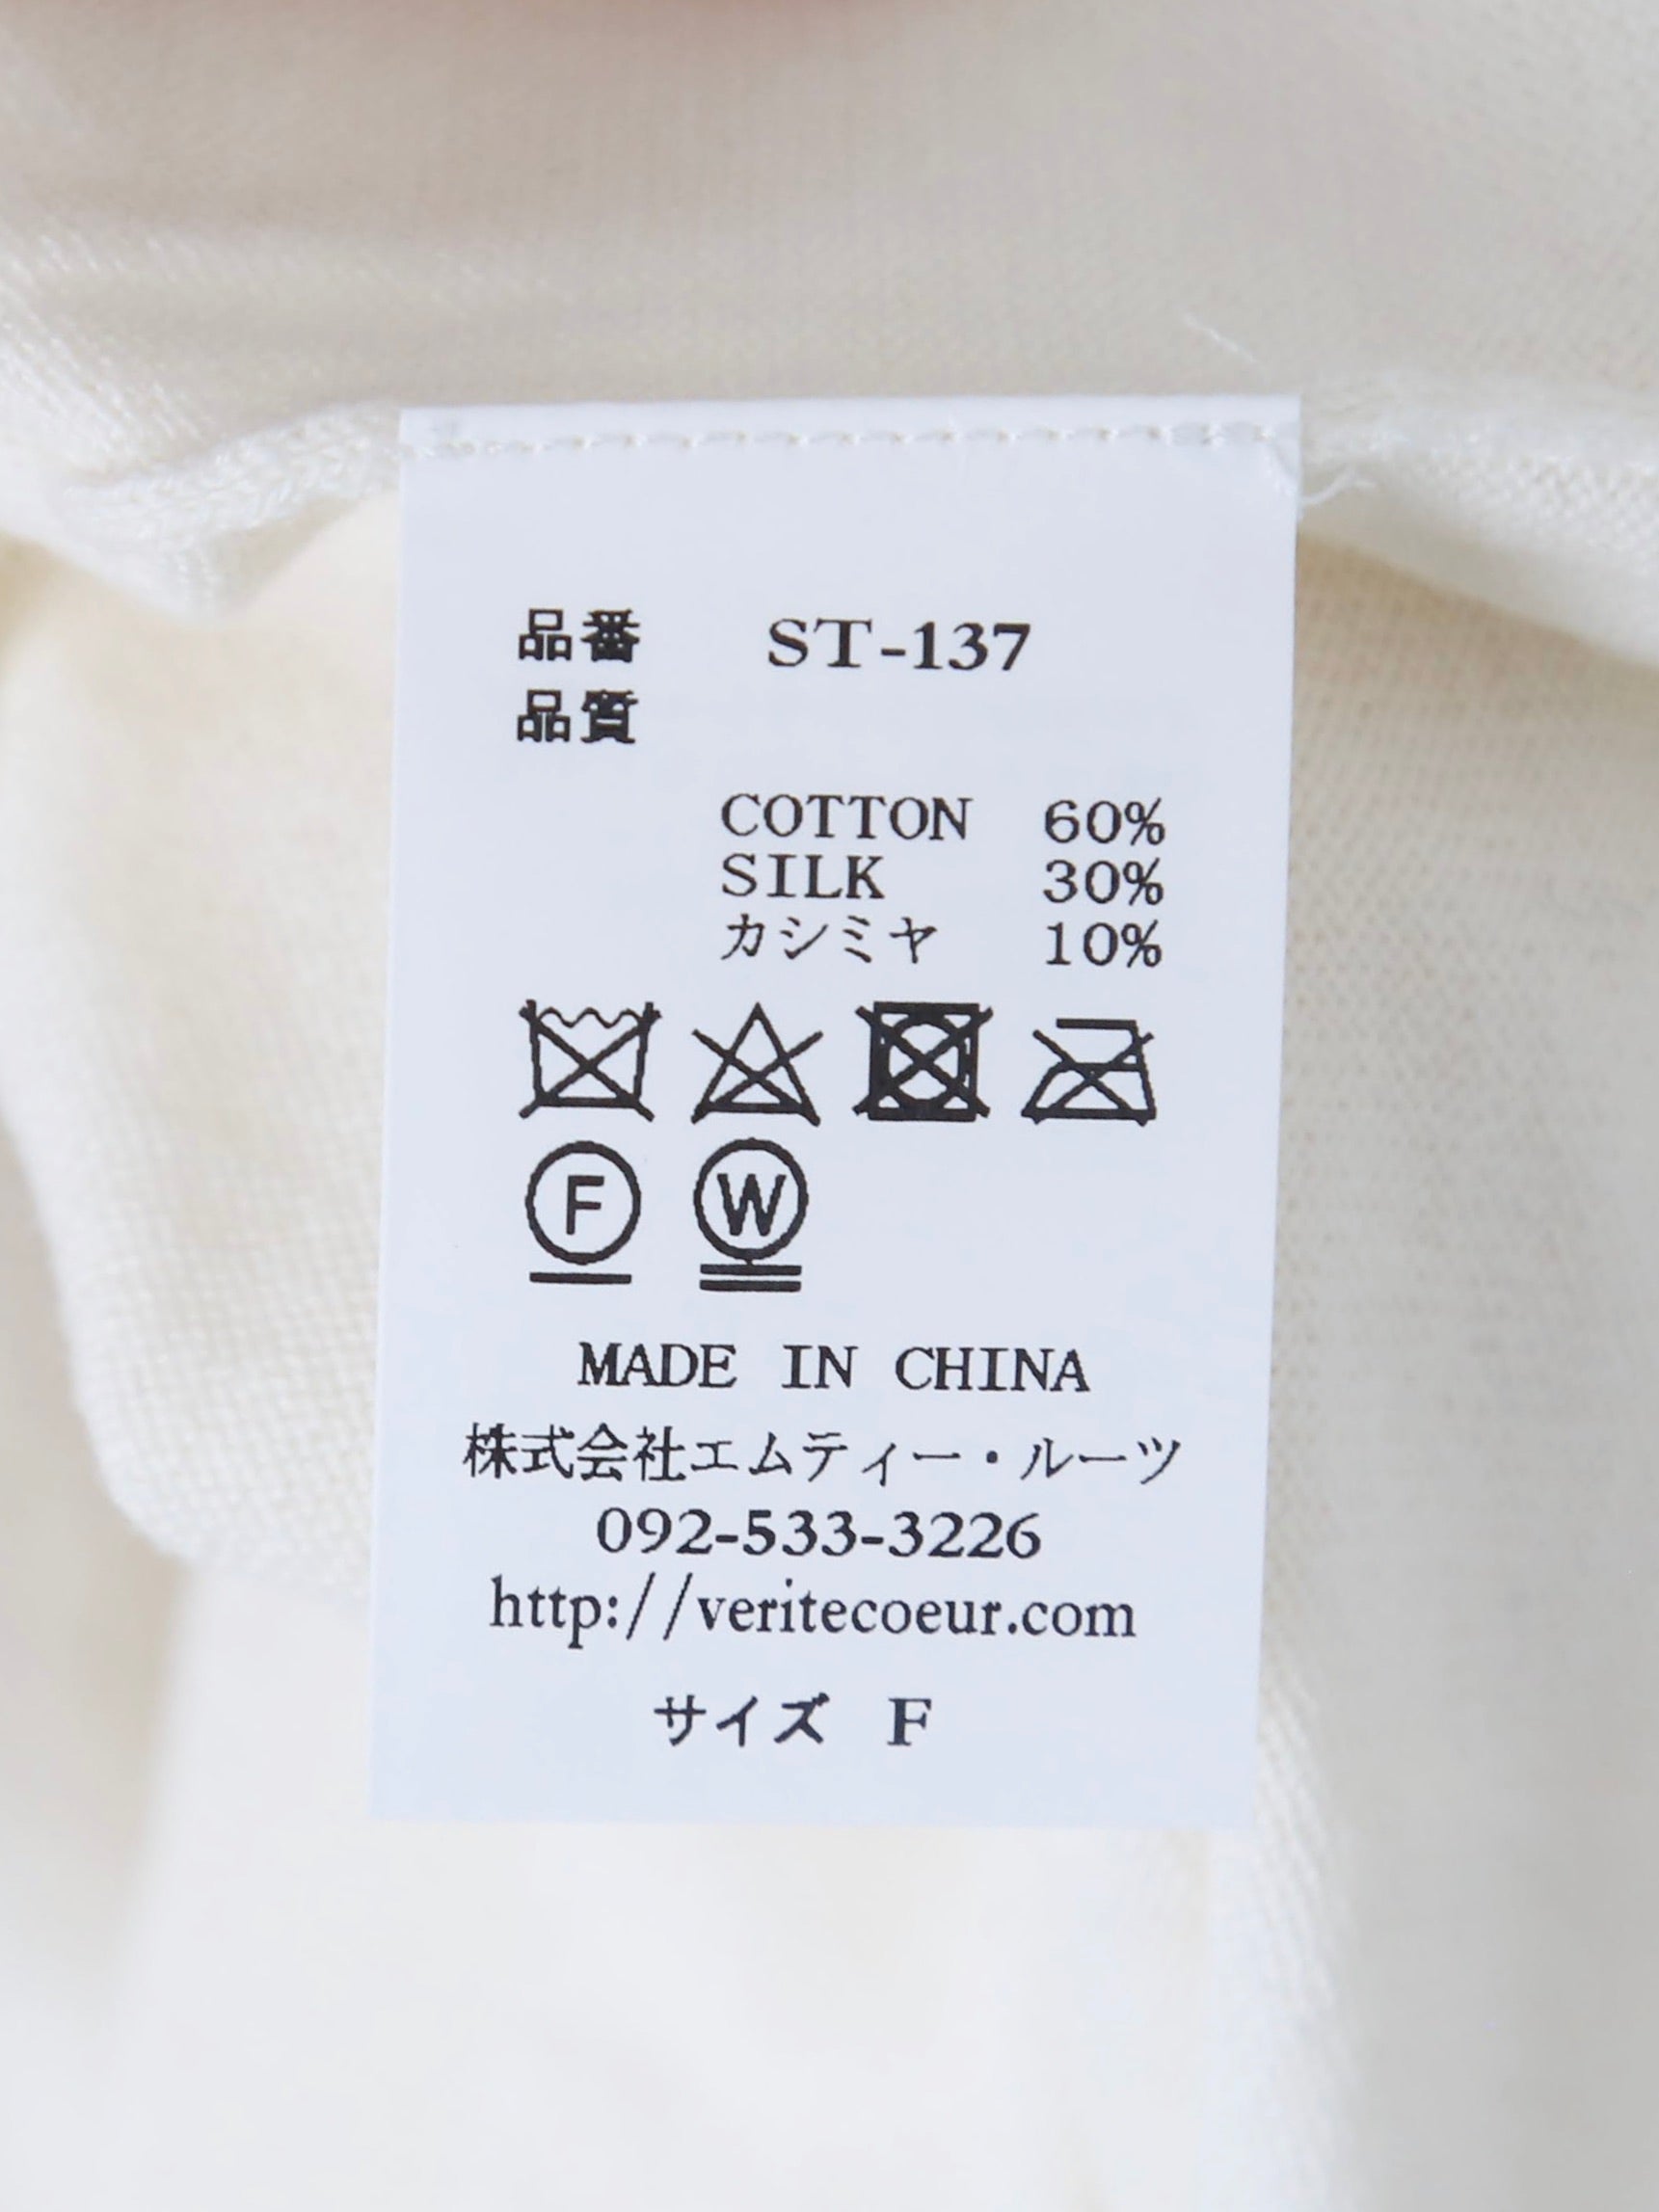 品番 ST-137
品質
COTTON 60%
SILK 30%
カシミヤ 10%
F W
MADE IN CHINA
株式会社エムティー・ルーツ
092-533-3226
http://veritecoeur.com
サイズ F